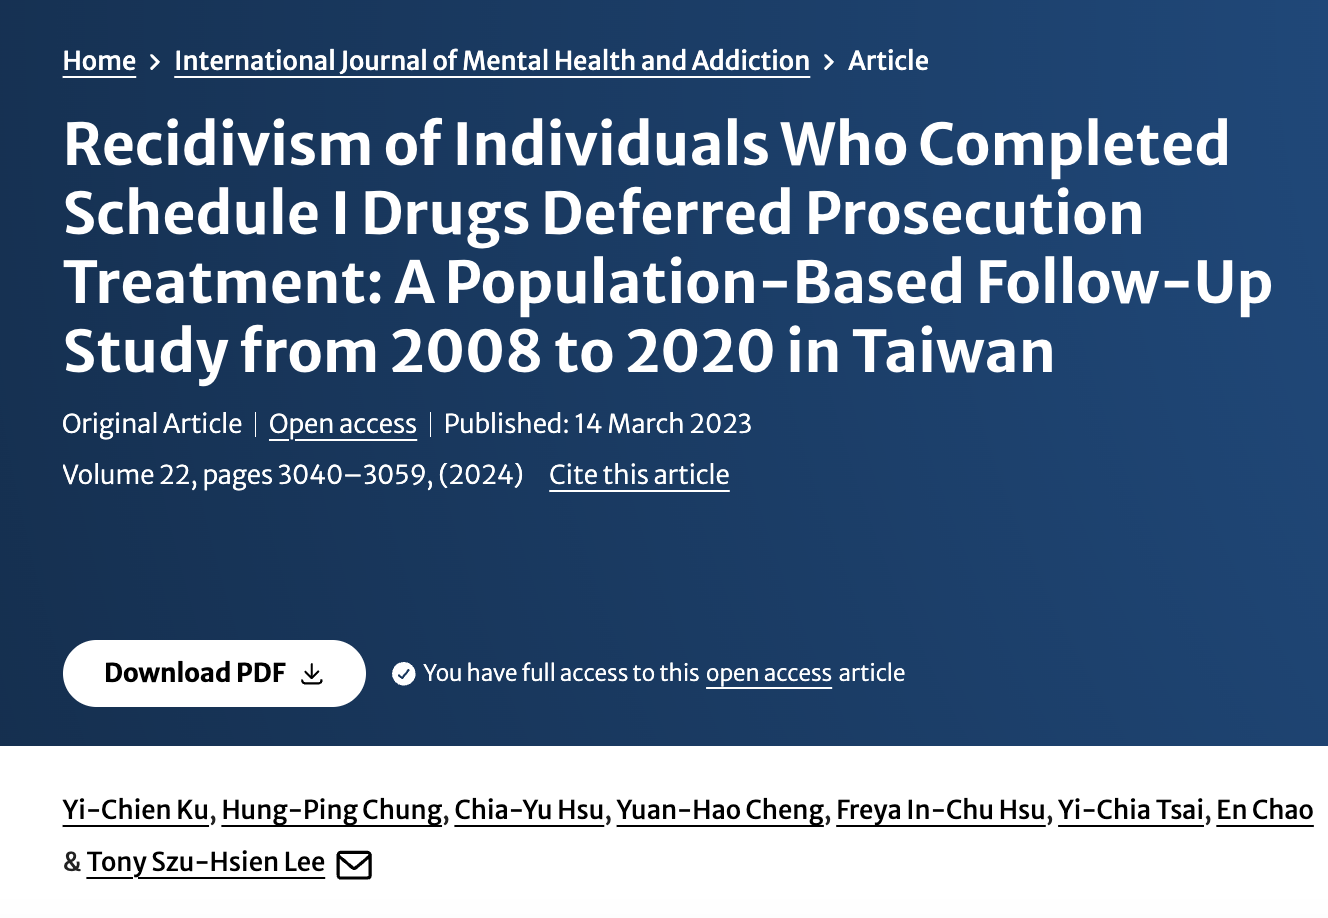 Home > International Journal of Mental Health and Addiction > Article
Recidivism of Individuals Who Completed
Schedule I Drugs Deferred Prosecution
Treatment: A Population-Based Follow-Up
Study from 2008 to 2020 in Taiwan
Original Article | Open access | Published: 14 March 2023
Volume 22, pages 3040–3059, (2024) Cite this article
Download PDF You have full access to this open access article
Yi-Chien Ku, Hung-Ping Chung, Chia-Yu Hsu, Yuan-Hao Cheng, Freya In-Chu Hsu, Yi-Chia Tsai, En Chao
& Tony Szu-Hsien Lee